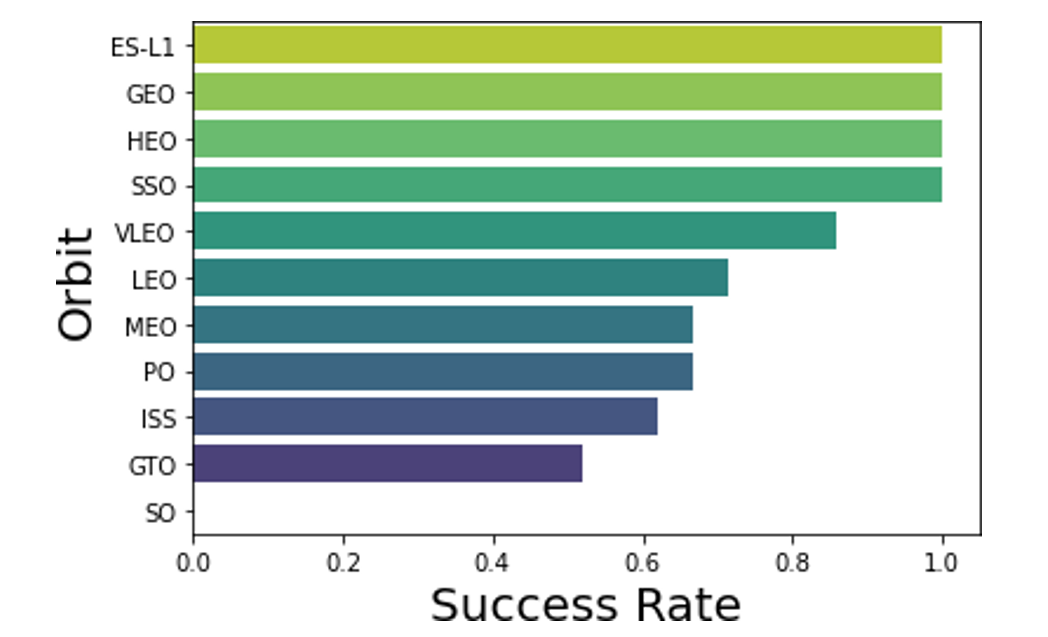 ES-L1
GEO
HEO
SSO
VLEO
LEO
MEO
PO
ISS
GTO
SO
Orbit
0.0 0.2 0.4 0.6 0.8 1.0
Success Rate